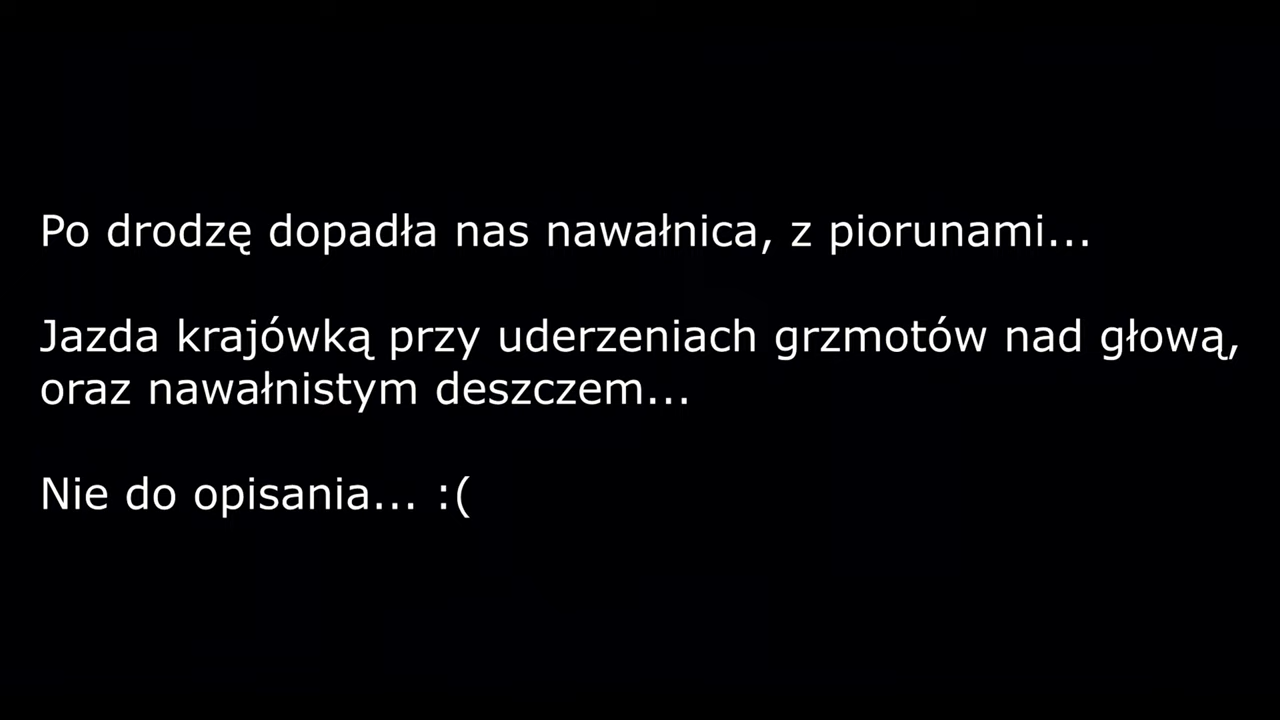 Po drodzę dopadła nas nawałnica, z piorunami...
Jazda krajówką przy uderzeniach grzmotów nad głową,
oraz nawałnistym deszczem...
Nie do opisania... :(